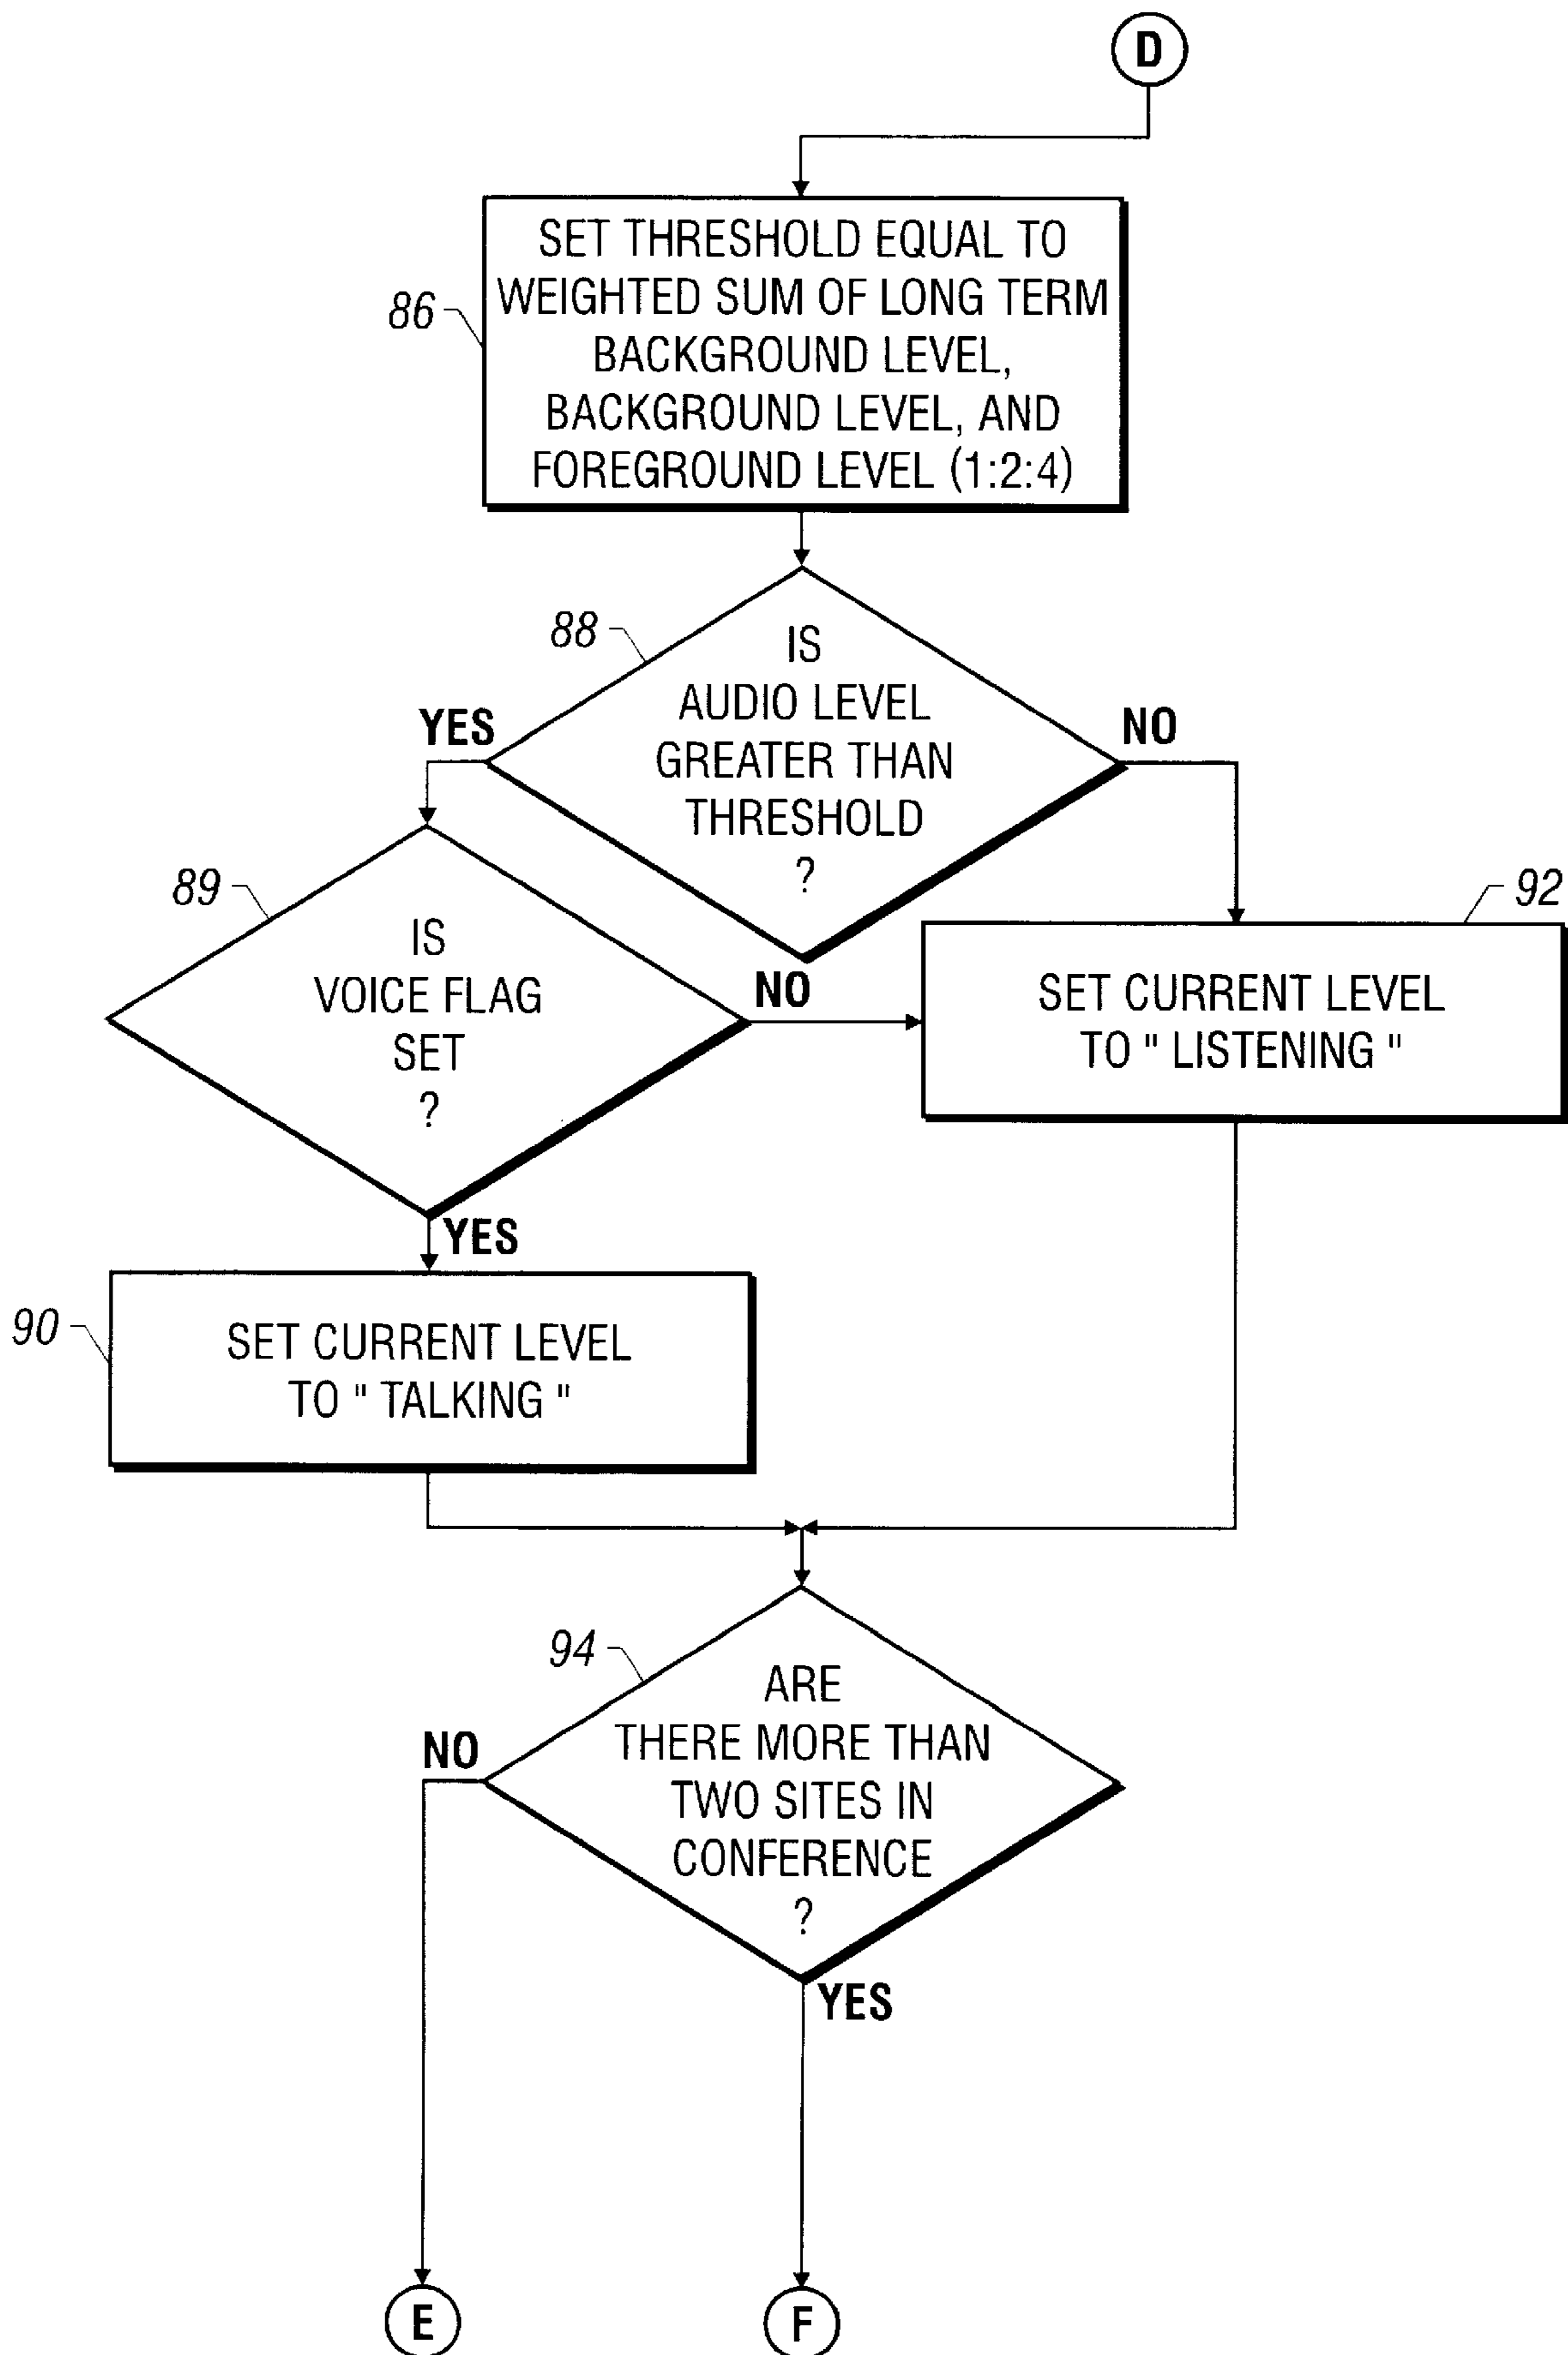 D
SET THRESHOLD EQUAL TO
WEIGHTED SUM OF LONG TERM
BACKGROUND LEVEL,
BACKGROUND LEVEL, AND
FOREGROUND LEVEL (1:2:4)
86
88
IS
AUDIO LEVEL
GREATER THAN
THRESHOLD
?
YES
NO
89
IS
VOICE FLAG
SET
?
NO
YES
92
SET CURRENT LEVEL
TO " LISTENING "
90
SET CURRENT LEVEL
TO " TALKING "
94
ARE
THERE MORE THAN
TWO SITES IN
CONFERENCE
?
NO
YES
E
F